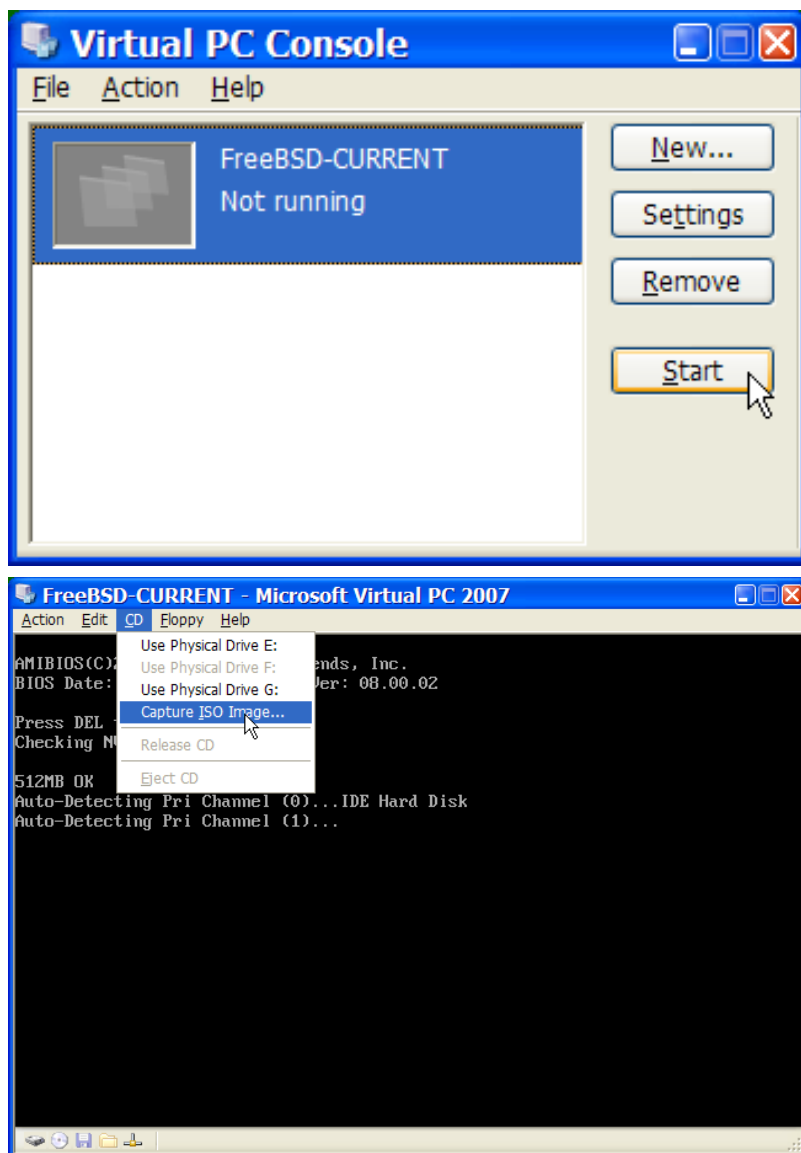 Virtual PC Console
File Action Help
FreeBSD-CURRENT
Not running
New...
Settings
Remove
Start
FreeBSD-CURRENT - Microsoft Virtual PC 2007
Action Edit CD Floppy Help
Use Physical Drive E:
Use Physical Drive F:
Use Physical Drive G:
Capture ISO Image...
Release CD
Eject CD
AMIBIOS(C) ends, Inc.
BIOS Date: Ver: 08.00.02
Press DEL
Checking
512MB OK
Auto-Detecting Pri Channel (0)...IDE Hard Disk
Auto-Detecting Pri Channel (1)...